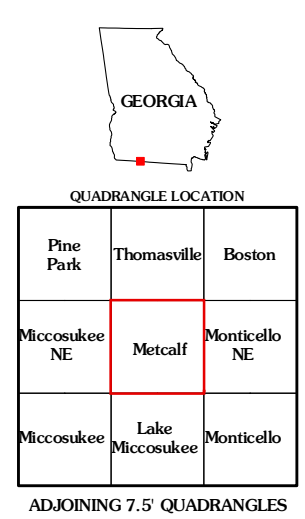 GEORGIA
QUADRANGLE LOCATION
Pine
Park
Thomasville
Boston
Miccosukee
NE
Metcalf
Monticello
NE
Miccosukee
Lake
Miccosukee
Monticello
ADJOINING 7.5' QUADRANGLES